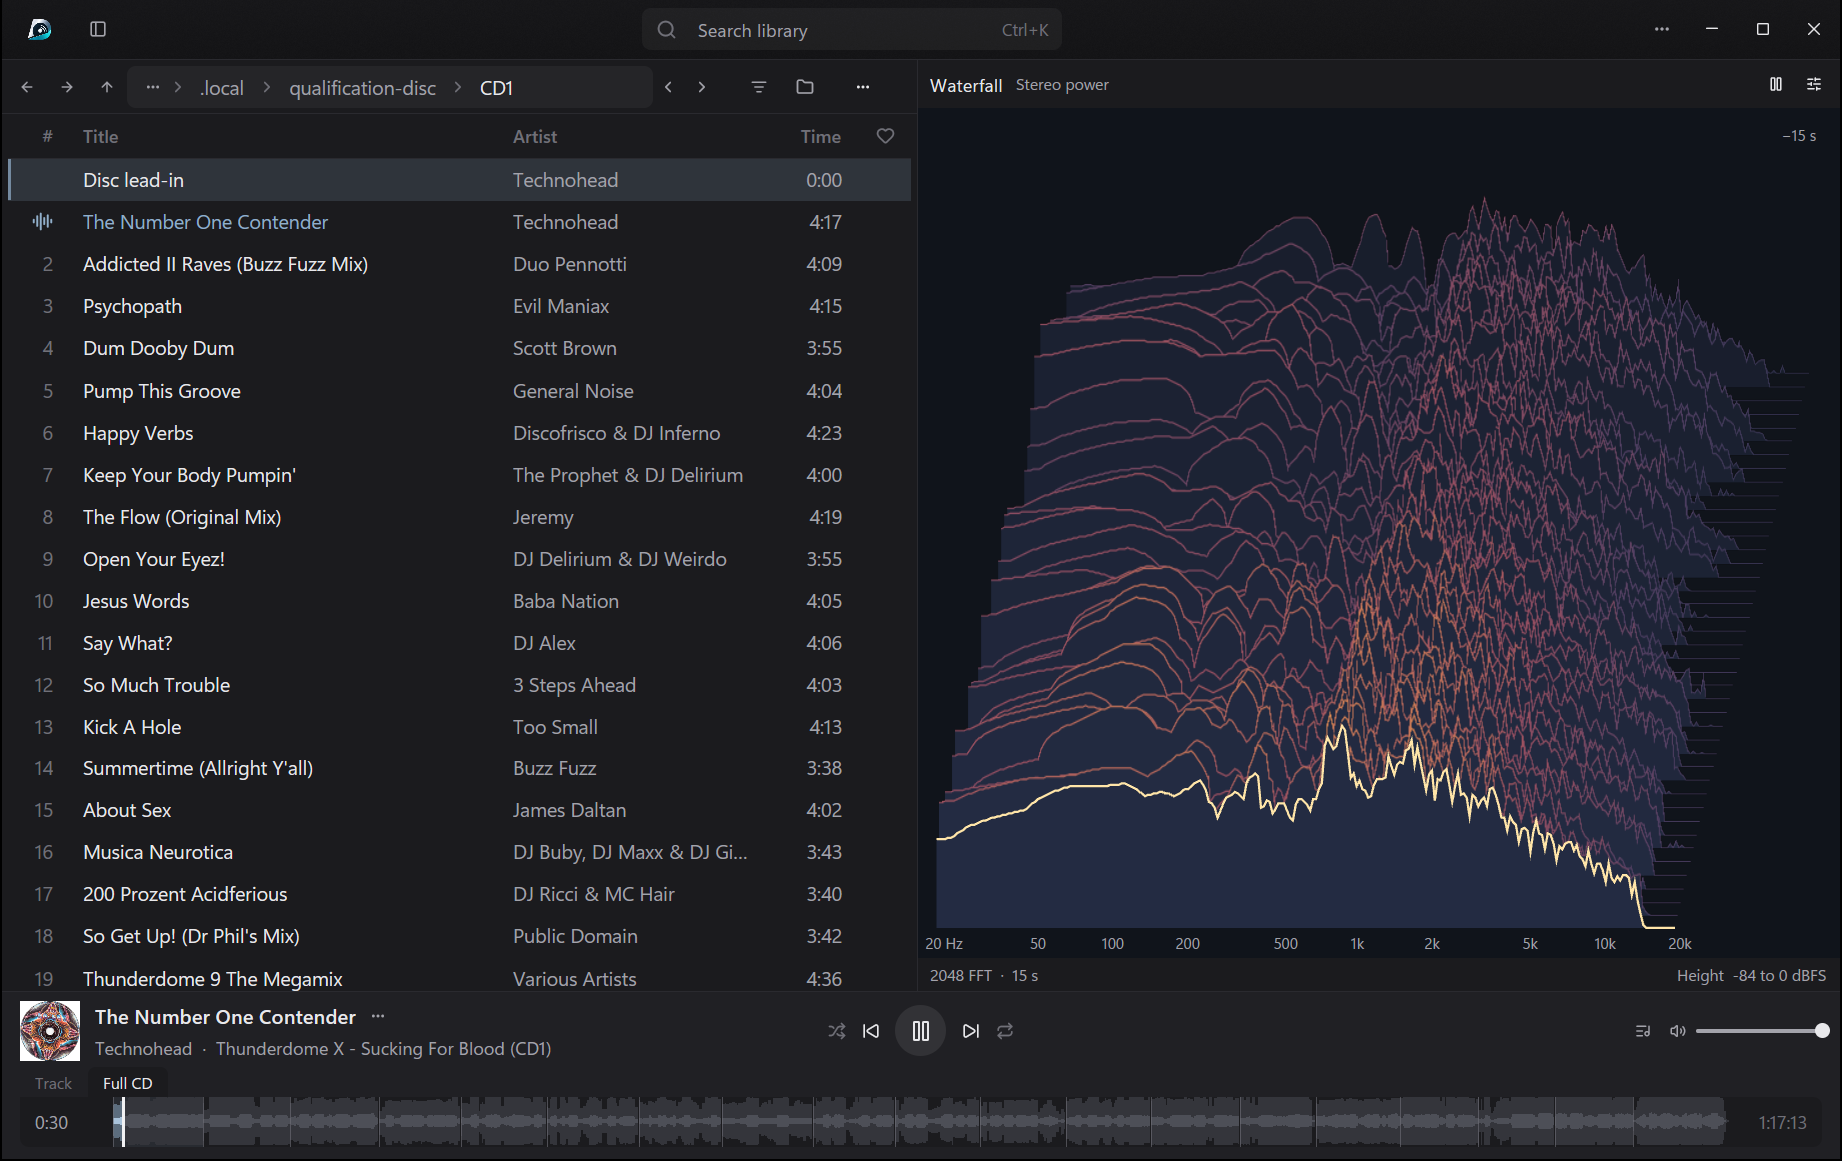 Search library Ctrl+K
.local qualification-disc CD1
# Title Artist Time
Disc lead-in Technohead 0:00
The Number One Contender Technohead 4:17
2 Addicted II Raves (Buzz Fuzz Mix) Duo Pennotti 4:09
3 Psychopath Evil Maniax 4:15
4 Dum Dooby Dum Scott Brown 3:55
5 Pump This Groove General Noise 4:04
6 Happy Verbs Discofrisco & DJ Inferno 4:23
7 Keep Your Body Pumpin' The Prophet & DJ Delirium 4:00
8 The Flow (Original Mix) Jeremy 4:19
9 Open Your Eyez! DJ Delirium & DJ Weirdo 3:55
10 Jesus Words Baba Nation 4:05
11 Say What? DJ Alex 4:06
12 So Much Trouble 3 Steps Ahead 4:03
13 Kick A Hole Too Small 4:13
14 Summertime (Allright Y'all) Buzz Fuzz 3:38
15 About Sex James Daltan 4:02
16 Musica Neurotica DJ Buby, DJ Maxx & DJ Gi... 3:43
17 200 Prozent Acidferious DJ Ricci & MC Hair 3:40
18 So Get Up! (Dr Phil's Mix) Public Domain 3:42
19 Thunderdome 9 The Megamix Various Artists 4:36
Waterfall Stereo power
−15 s
20 Hz 50 100 200 500 1k 2k 5k 10k 20k
2048 FFT · 15 s Height -84 to 0 dBFS
The Number One Contender
Technohead · Thunderdome X - Sucking For Blood (CD1)
Track Full CD
0:30 1:17:13